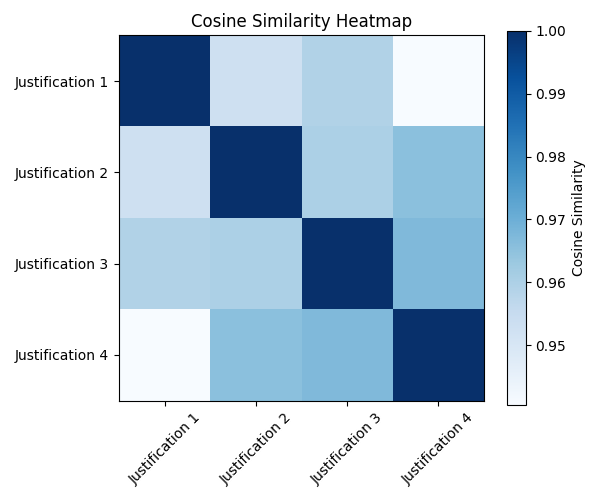 Cosine Similarity Heatmap
Justification 1
Justification 2
Justification 3
Justification 4
Justification 1
Justification 2
Justification 3
Justification 4
1.00
0.99
0.98
0.97
0.96
0.95
Cosine Similarity